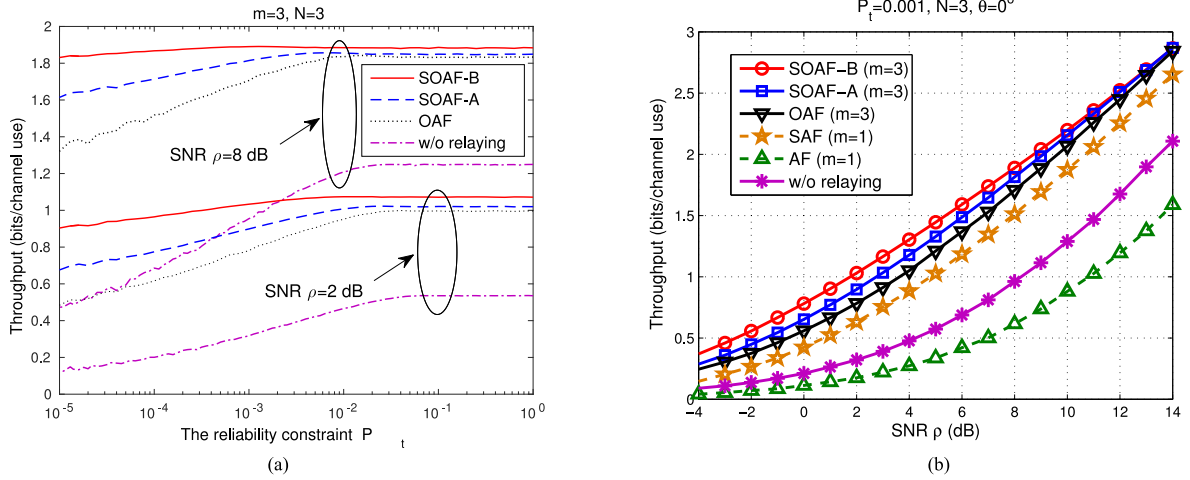 m=3, N=3
Throughput (bits/channel use)
2
1.8
1.6
1.4
1.2
1
0.8
0.6
0.4
0.2
0
SOAF-B
SOAF-A
OAF
w/o relaying
SNR ρ=8 dB
SNR ρ=2 dB
10^-5
10^-4
10^-3
10^-2
10^-1
10^0
The reliability constraint P_t
(a)
P_t=0.001, N=3, θ=0°
Throughput (bits/channel use)
3
2.5
2
1.5
1
0.5
0
SOAF−B (m=3)
SOAF−A (m=3)
OAF (m=3)
SAF (m=1)
AF (m=1)
w/o relaying
−4 −2 0 2 4 6 8 10 12 14
SNR ρ (dB)
(b)